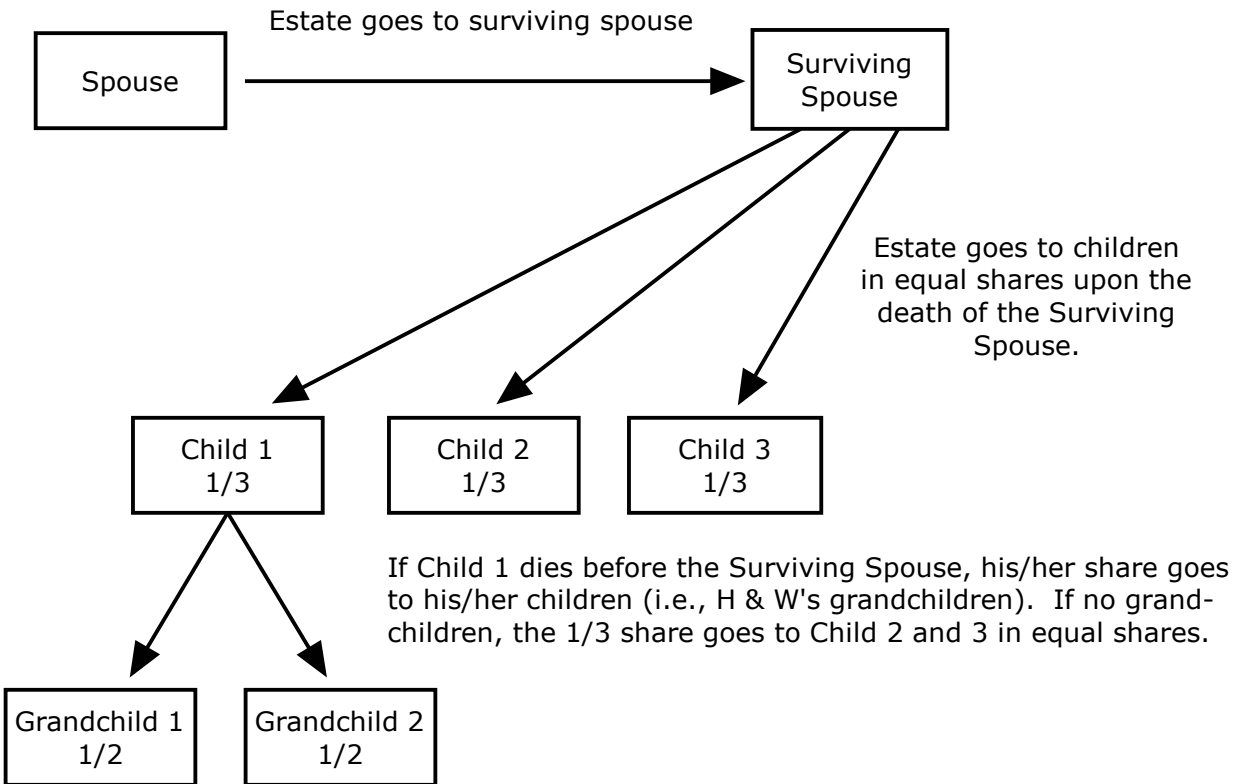 Estate goes to surviving spouse
Spouse
Surviving
Spouse
Estate goes to children
in equal shares upon the
death of the Surviving
Spouse.
Child 1
1/3
Child 2
1/3
Child 3
1/3
If Child 1 dies before the Surviving Spouse, his/her share goes
to his/her children (i.e., H & W's grandchildren).  If no grand-
children, the 1/3 share goes to Child 2 and 3 in equal shares.
Grandchild 1
1/2
Grandchild 2
1/2